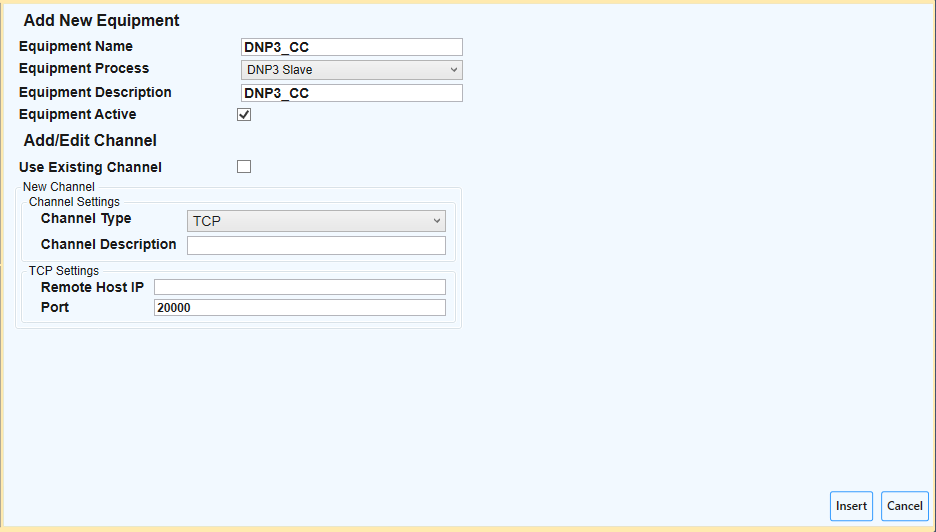 Add New Equipment
Equipment Name DNP3_CC
Equipment Process DNP3 Slave
Equipment Description DNP3_CC
Equipment Active
Add/Edit Channel
Use Existing Channel
New Channel
Channel Settings
Channel Type TCP
Channel Description
TCP Settings
Remote Host IP
Port 20000
Insert Cancel